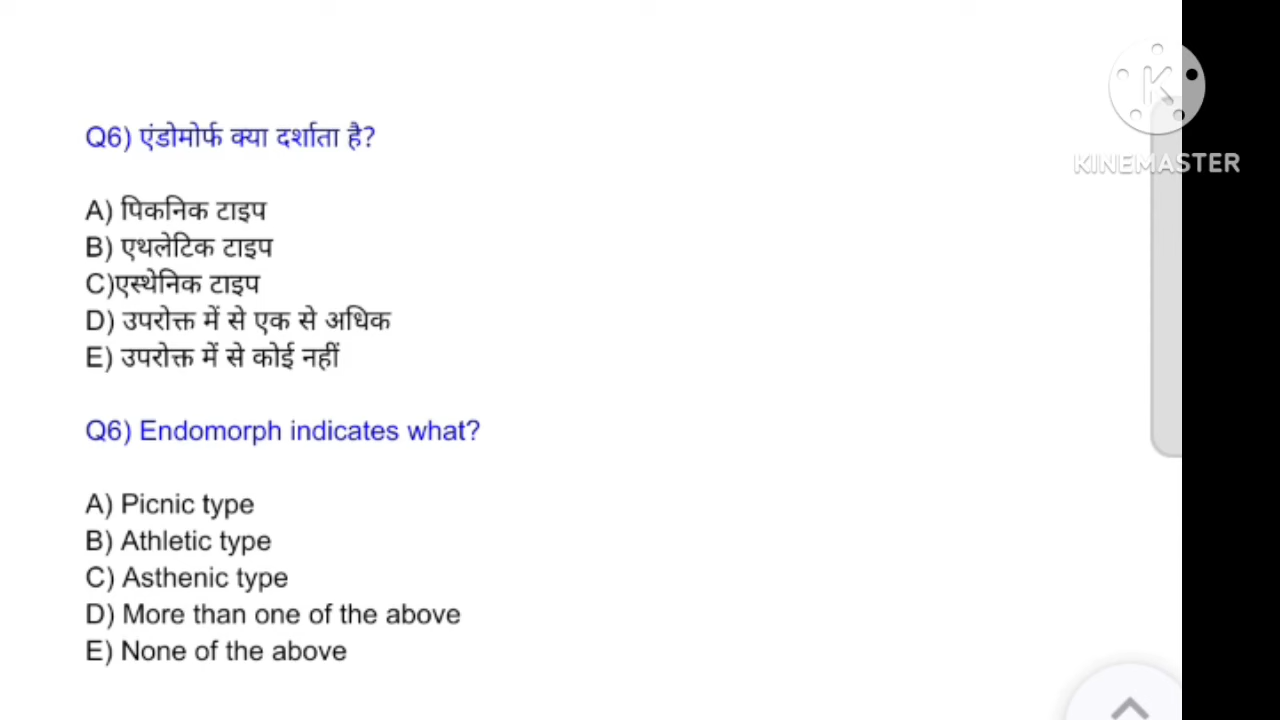 Q6) एंडोमोर्फ क्या दर्शाता है?
A) पिकनिक टाइप
B) एथलेटिक टाइप
C)एस्थेनिक टाइप
D) उपरोक्त में से एक से अधिक
E) उपरोक्त में से कोई नहीं
Q6) Endomorph indicates what?
A) Picnic type
B) Athletic type
C) Asthenic type
D) More than one of the above
E) None of the above
K
KINEMASTER